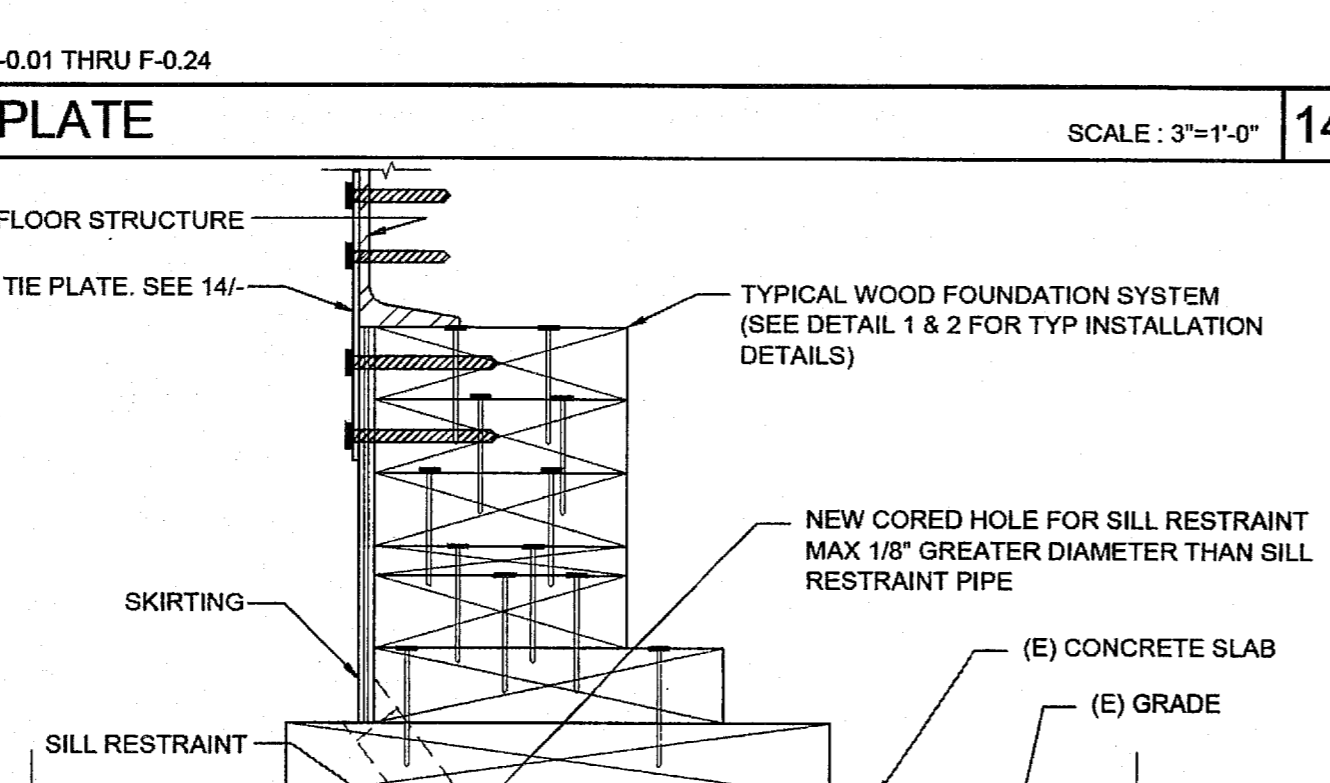 -0.01 THRU F-0.24
PLATE
SCALE : 3"=1'-0"
14
FLOOR STRUCTURE
TIE PLATE. SEE 14/-
TYPICAL WOOD FOUNDATION SYSTEM
(SEE DETAIL 1 & 2 FOR TYP INSTALLATION
DETAILS)
NEW CORED HOLE FOR SILL RESTRAINT
MAX 1/8" GREATER DIAMETER THAN SILL
RESTRAINT PIPE
SKIRTING
(E) CONCRETE SLAB
(E) GRADE
SILL RESTRAINT